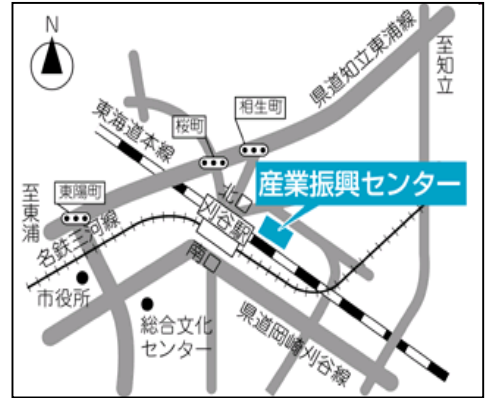 N
至知立
県道知立東浦線
相生町
桜町
東海道本線
産業振興センター
北口
刈谷駅
南口
東陽町
至東浦
名鉄三河線
市役所
総合文化
センター
県道岡崎刈谷線